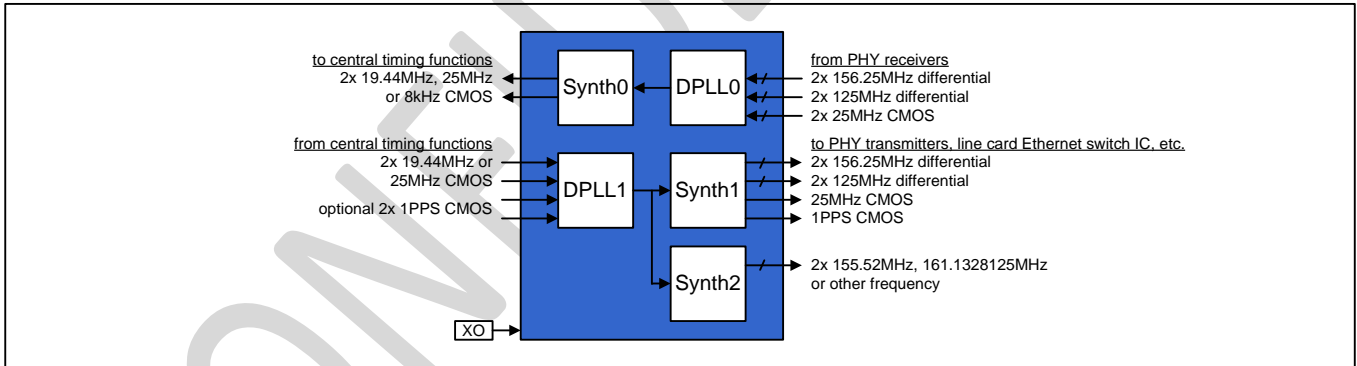 to central timing functions
2x 19.44MHz, 25MHz
or 8kHz CMOS
Synth0
DPLL0
from PHY receivers
2x 156.25MHz differential
2x 125MHz differential
2x 25MHz CMOS
from central timing functions
2x 19.44MHz or
25MHz CMOS
optional 2x 1PPS CMOS
DPLL1
Synth1
to PHY transmitters, line card Ethernet switch IC, etc.
2x 156.25MHz differential
2x 125MHz differential
25MHz CMOS
1PPS CMOS
Synth2
2x 155.52MHz, 161.1328125MHz
or other frequency
XO